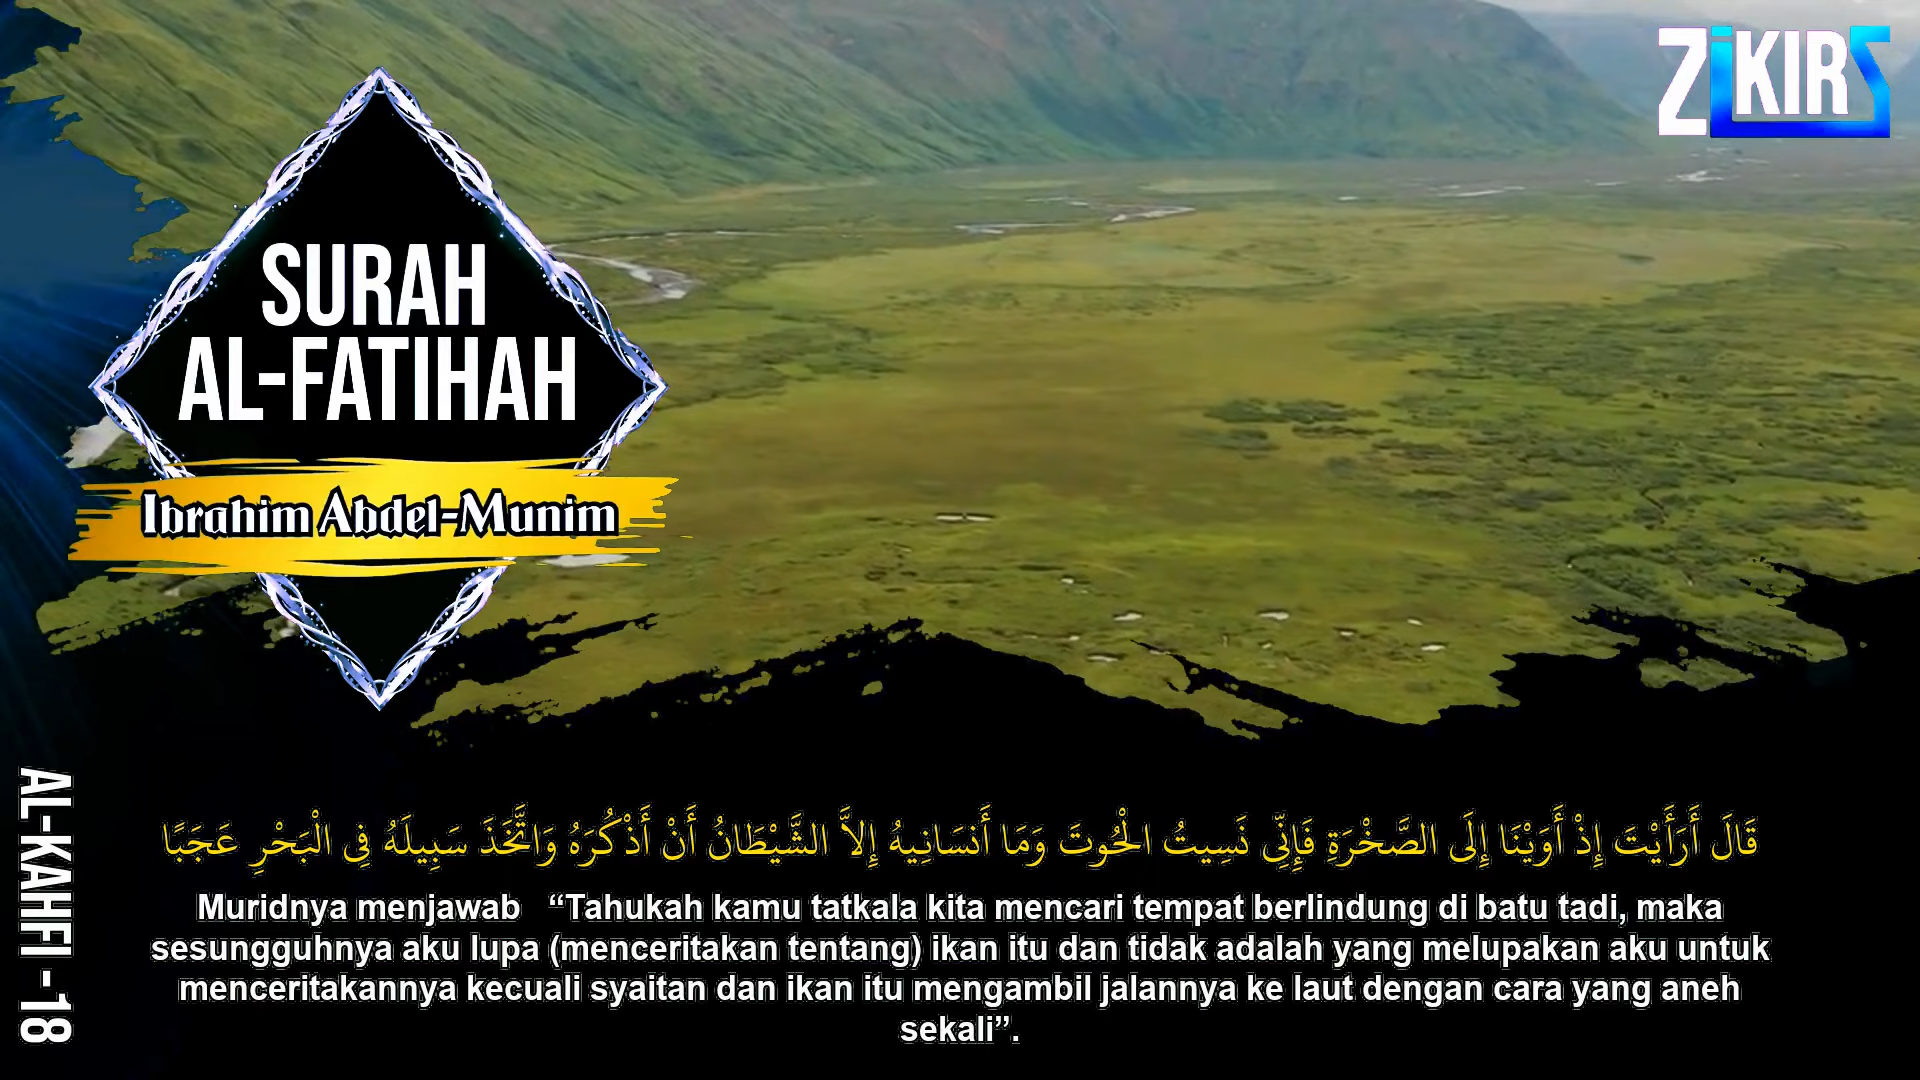 ZiKIRS
SURAH
AL-FATIHAH
Ibrahim Abdel-Munim
AL-KAHFI -18
قَالَ أَرَأَيْتَ إِذْ أَوَيْنَا إِلَى الصَّخْرَةِ فَإِنِّي نَسِيتُ الْحُوتَ وَمَا أَنسَانِيهُ إِلاَّ الشَّيْطَانُ أَنْ أَذْكُرَهُ وَاتَّخَذَ سَبِيلَهُ فِي الْبَحْرِ عَجَبًا
Muridnya menjawab “Tahukah kamu tatkala kita mencari tempat berlindung di batu tadi, maka
sesungguhnya aku lupa (menceritakan tentang) ikan itu dan tidak adalah yang melupakan aku untuk
menceritakannya kecuali syaitan dan ikan itu mengambil jalannya ke laut dengan cara yang aneh
sekali”.